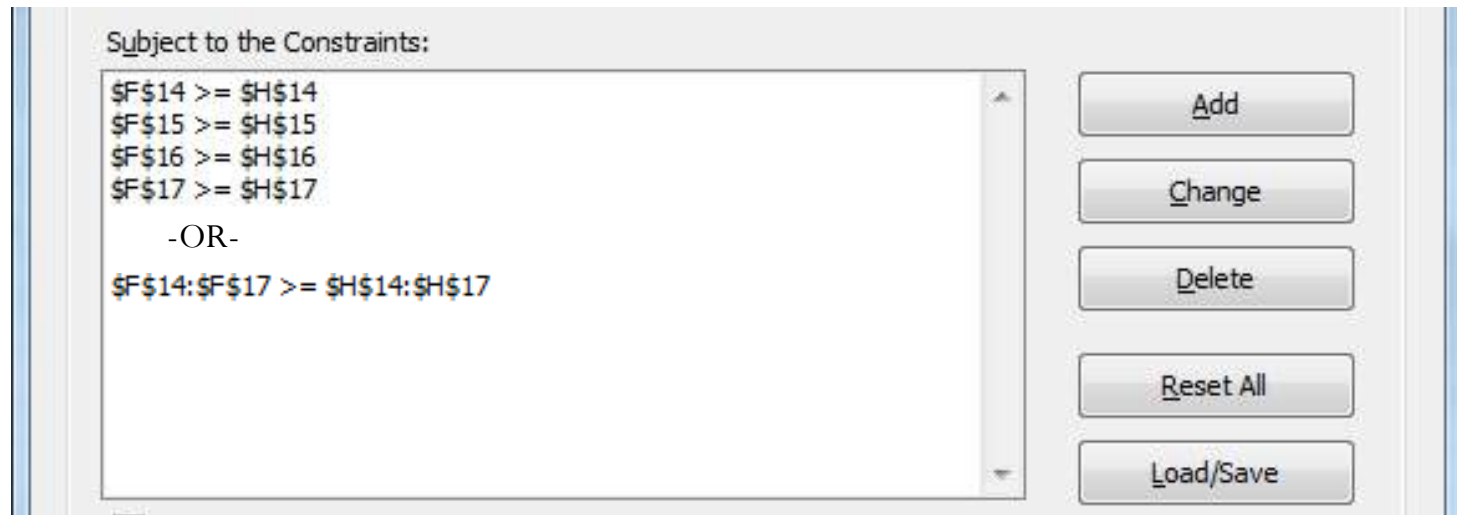 Subject to the Constraints:
$F$14 >= $H$14
$F$15 >= $H$15
$F$16 >= $H$16
$F$17 >= $H$17
-OR-
$F$14:$F$17 >= $H$14:$H$17
Add
Change
Delete
Reset All
Load/Save